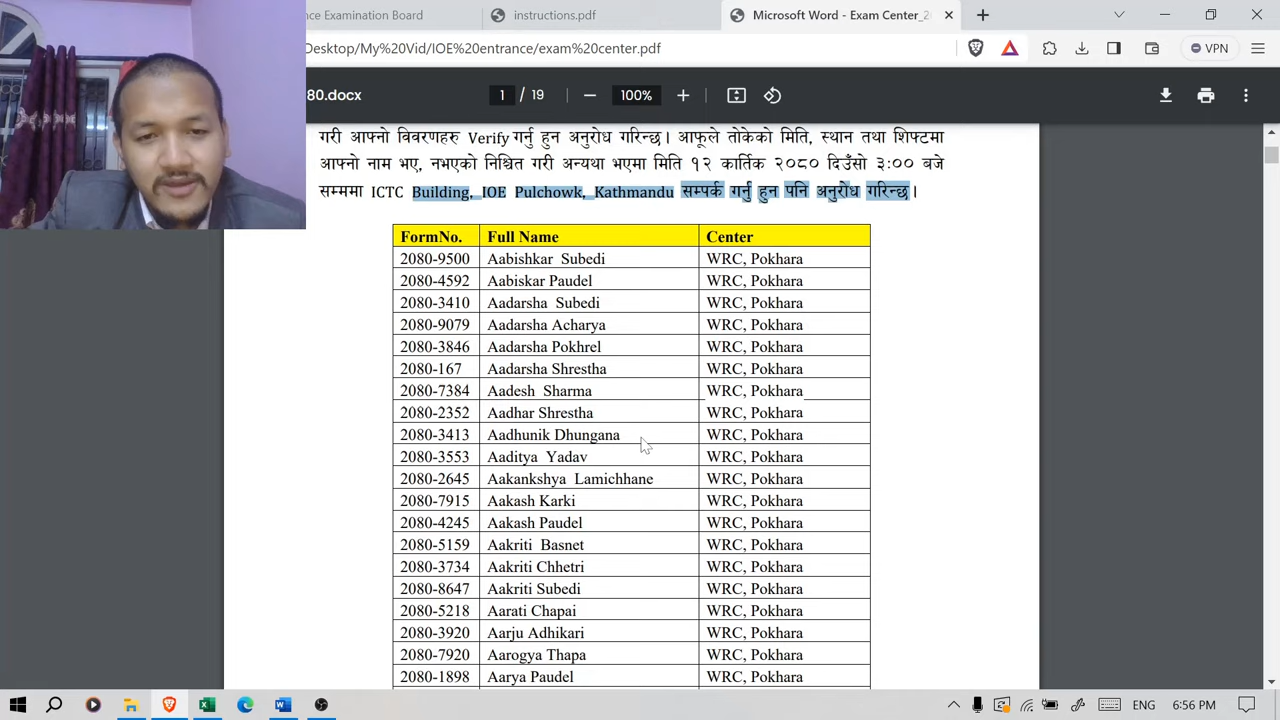 nce Examination Board
instructions.pdf
Microsoft Word - Exam Center_2
Desktop/My%20Vid/IOE%20entrance/exam%20center.pdf
VPN
80.docx
1 / 19
100%
गरी आफ्नो विवरणहरु Verify गर्नु हुन अनुरोध गरिन्छ। आफूले तोकेको मिति, स्थान तथा शिफ्टमा
आफ्नो नाम भए, नभएको निश्चित गरी अन्यथा भएमा मिति १२ कार्तिक २०८० दिउँसो ३:०० बजे
सम्ममा ICTC Building, IOE Pulchowk, Kathmandu सम्पर्क गर्नु हुन पनि अनुरोध गरिन्छ।
FormNo. Full Name Center
2080-9500 Aabishkar Subedi WRC, Pokhara
2080-4592 Aabiskar Paudel WRC, Pokhara
2080-3410 Aadarsha Subedi WRC, Pokhara
2080-9079 Aadarsha Acharya WRC, Pokhara
2080-3846 Aadarsha Pokhrel WRC, Pokhara
2080-167 Aadarsha Shrestha WRC, Pokhara
2080-7384 Aadesh Sharma WRC, Pokhara
2080-2352 Aadhar Shrestha WRC, Pokhara
2080-3413 Aadhunik Dhungana WRC, Pokhara
2080-3553 Aaditya Yadav WRC, Pokhara
2080-2645 Aakankshya Lamichhane WRC, Pokhara
2080-7915 Aakash Karki WRC, Pokhara
2080-4245 Aakash Paudel WRC, Pokhara
2080-5159 Aakriti Basnet WRC, Pokhara
2080-3734 Aakriti Chhetri WRC, Pokhara
2080-8647 Aakriti Subedi WRC, Pokhara
2080-5218 Aarati Chapai WRC, Pokhara
2080-3920 Aarju Adhikari WRC, Pokhara
2080-7920 Aarogya Thapa WRC, Pokhara
2080-1898 Aarya Paudel WRC, Pokhara
ENG 6:56 PM